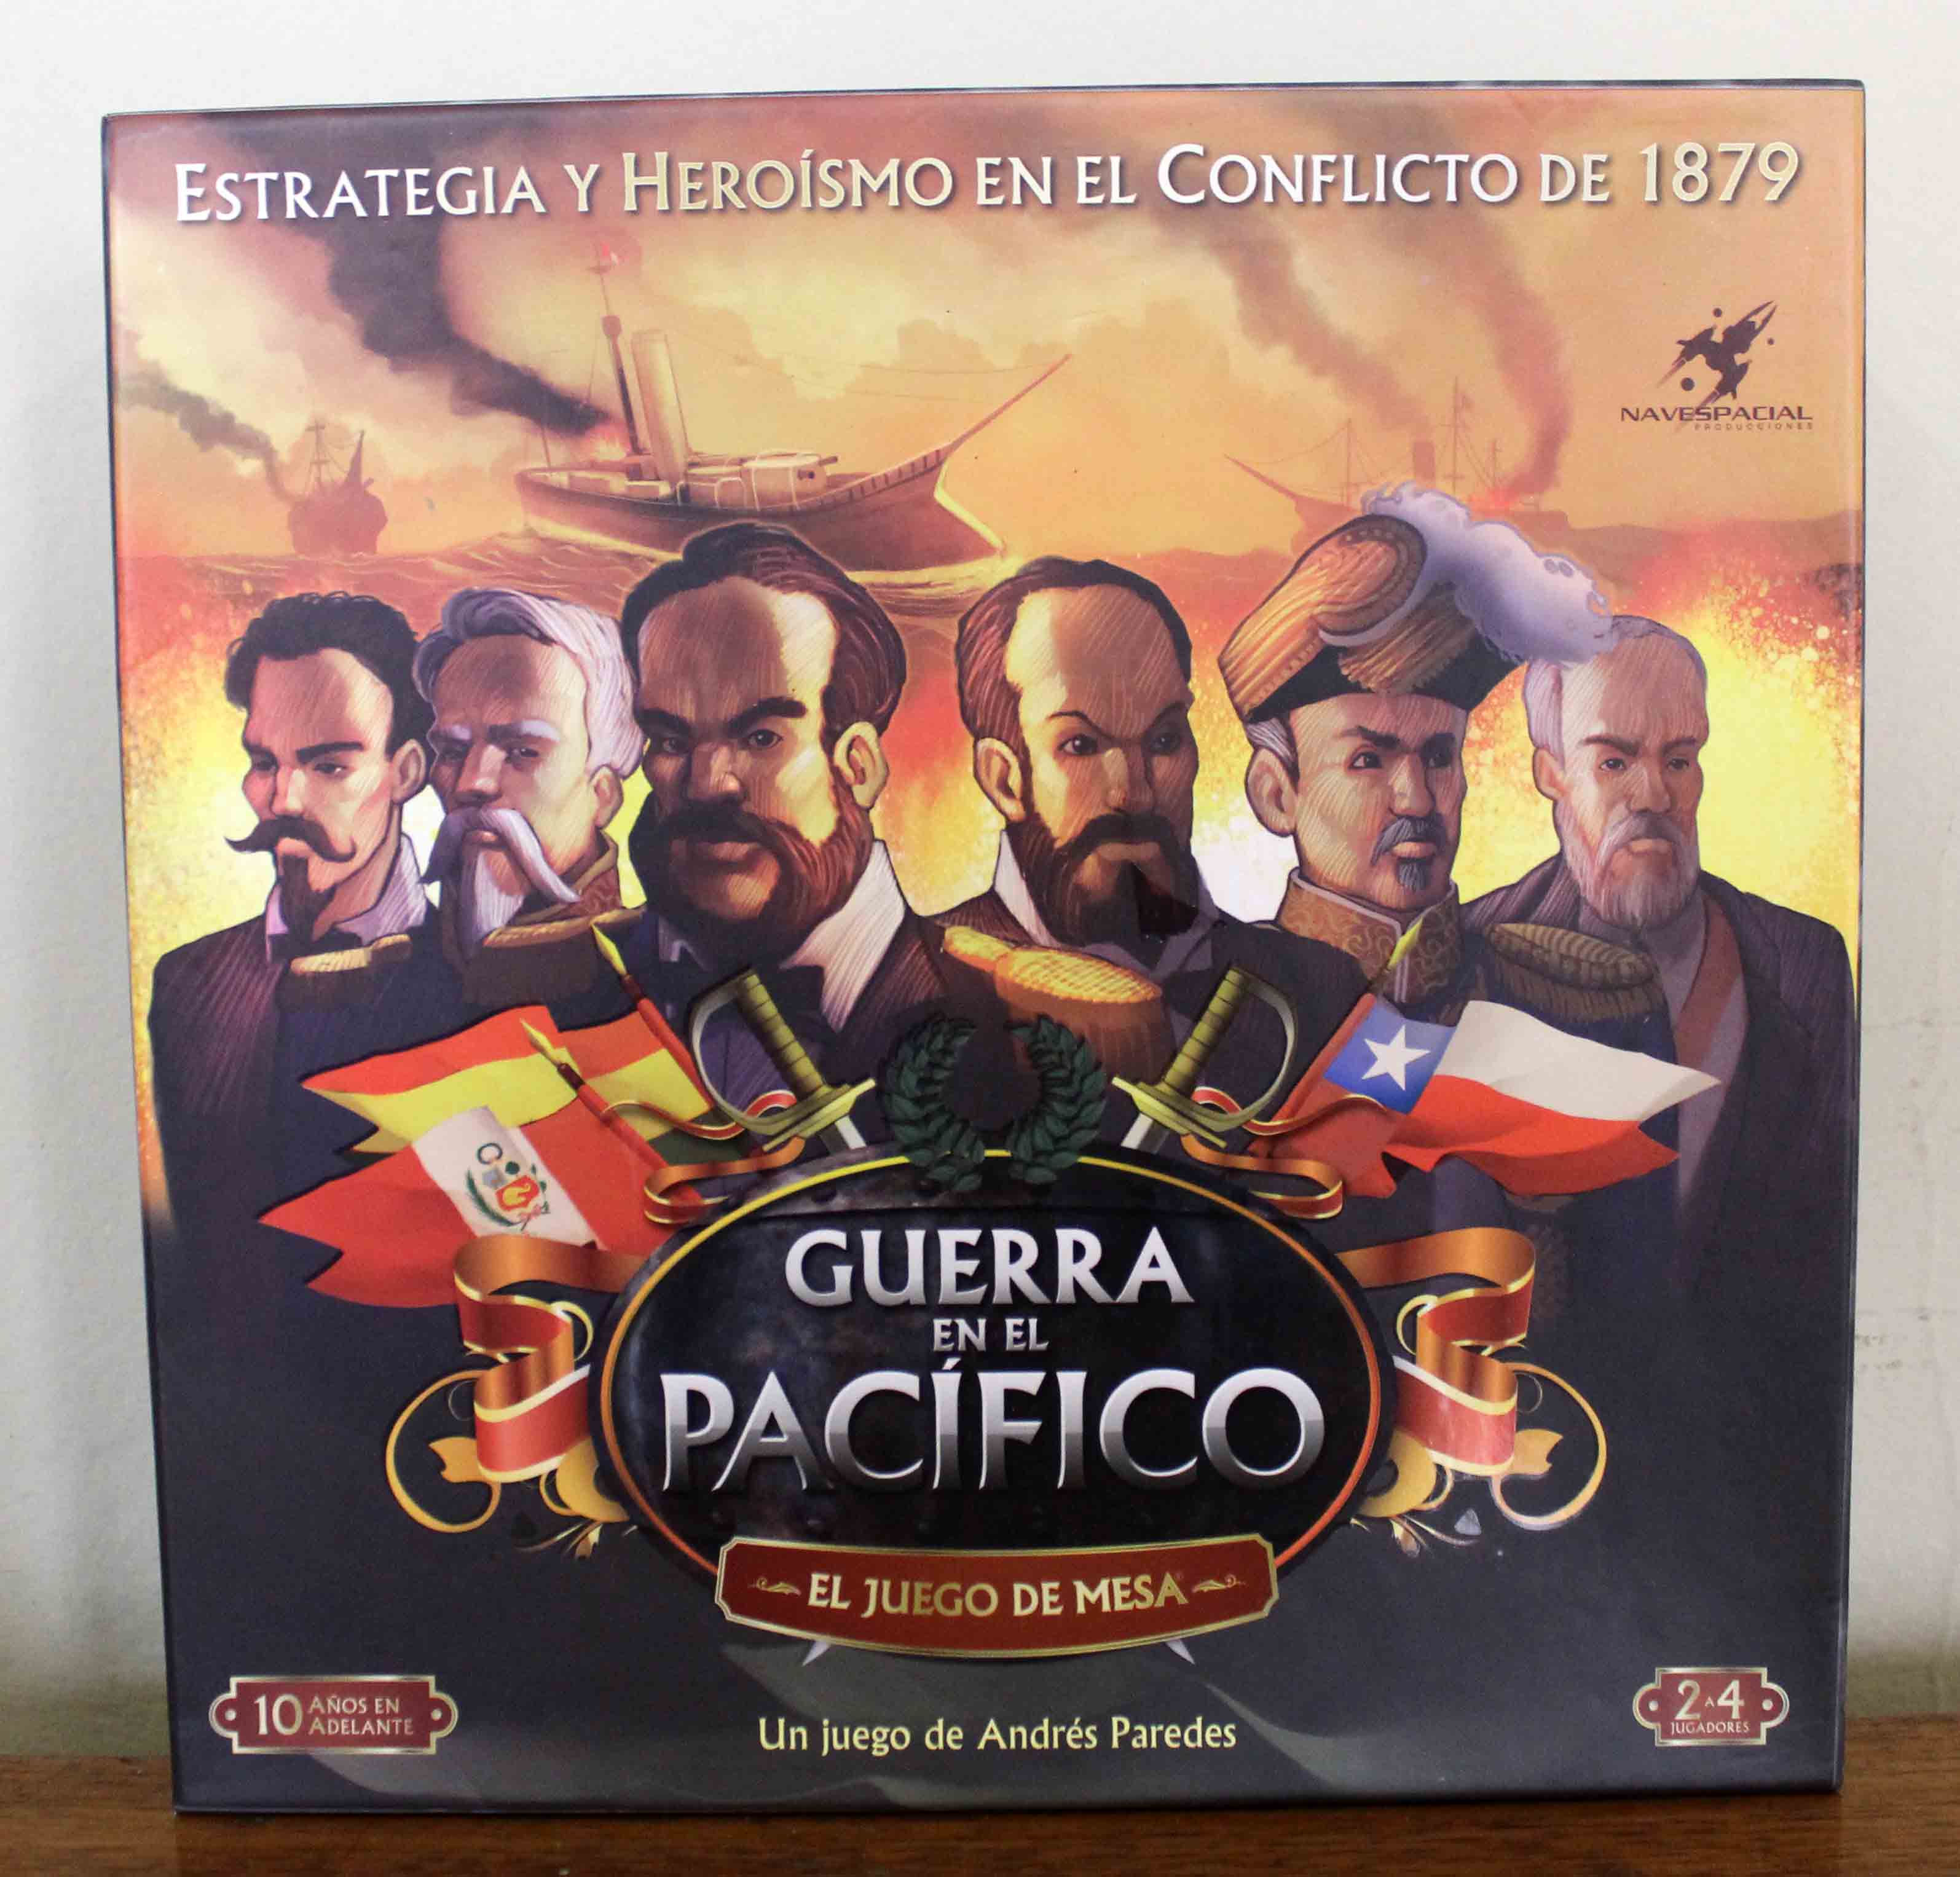 ESTRATEGIA Y HEROÍSMO EN EL CONFLICTO DE 1879
NAVESPACIAL
PRODUCCIONES
GUERRA
EN EL
PACÍFICO
EL JUEGO DE MESA
10 AÑOS EN
ADELANTE
Un juego de Andrés Paredes
2 A 4
JUGADORES